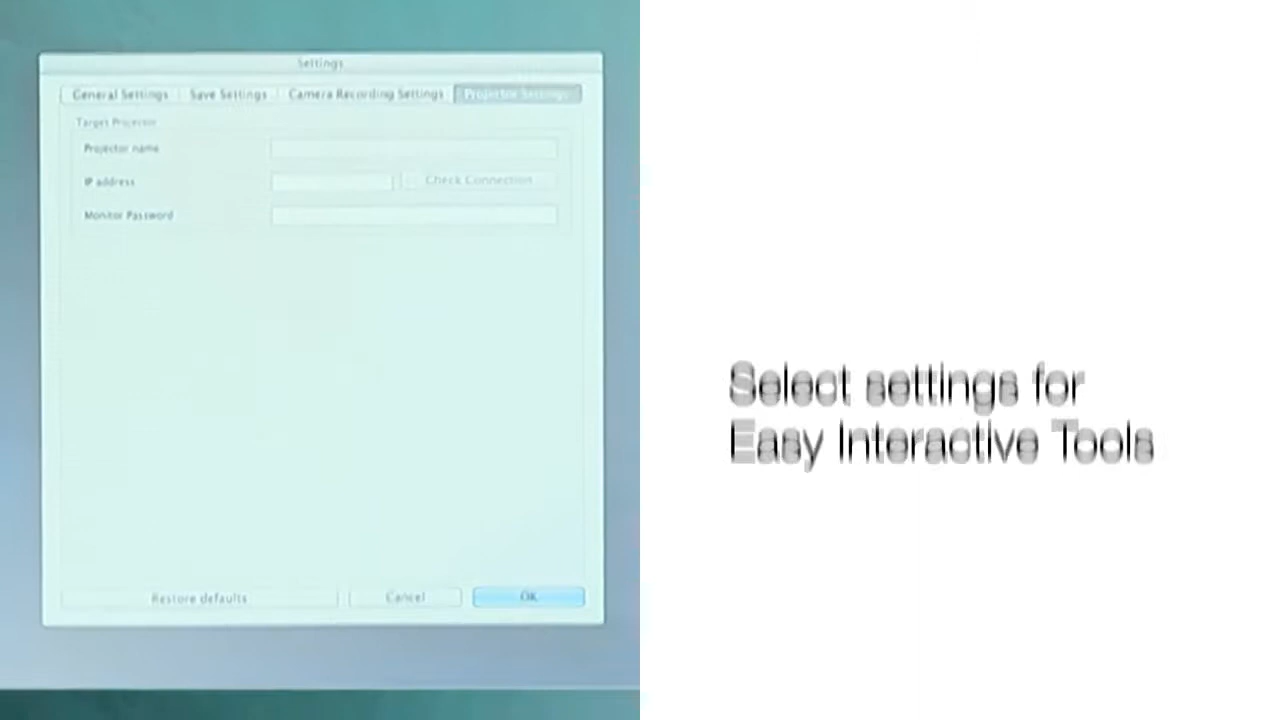 Settings
General Settings
Save Settings
Camera Recording Settings
Projector Settings
Target Projector
Projector name
IP address
Check Connection
Monitor Password
Restore defaults
Cancel
OK
Select settings for
Easy Interactive Tools